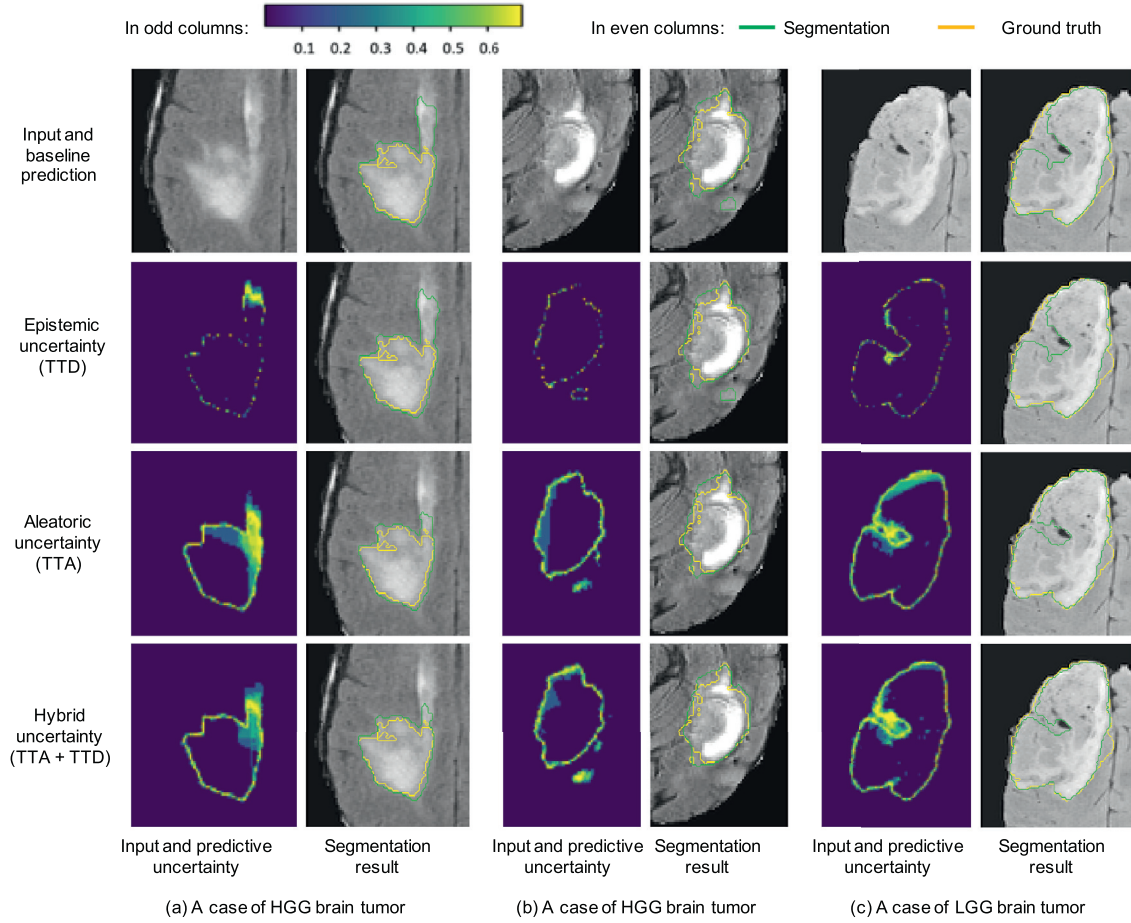 In odd columns:
0.1 0.2 0.3 0.4 0.5 0.6
In even columns:
Segmentation
Ground truth
Input and
baseline
prediction
Epistemic
uncertainty
(TTD)
Aleatoric
uncertainty
(TTA)
Hybrid
uncertainty
(TTA + TTD)
Input and predictive
uncertainty
Segmentation
result
Input and predictive
uncertainty
Segmentation
result
Input and predictive
uncertainty
Segmentation
result
(a) A case of HGG brain tumor
(b) A case of HGG brain tumor
(c) A case of LGG brain tumor